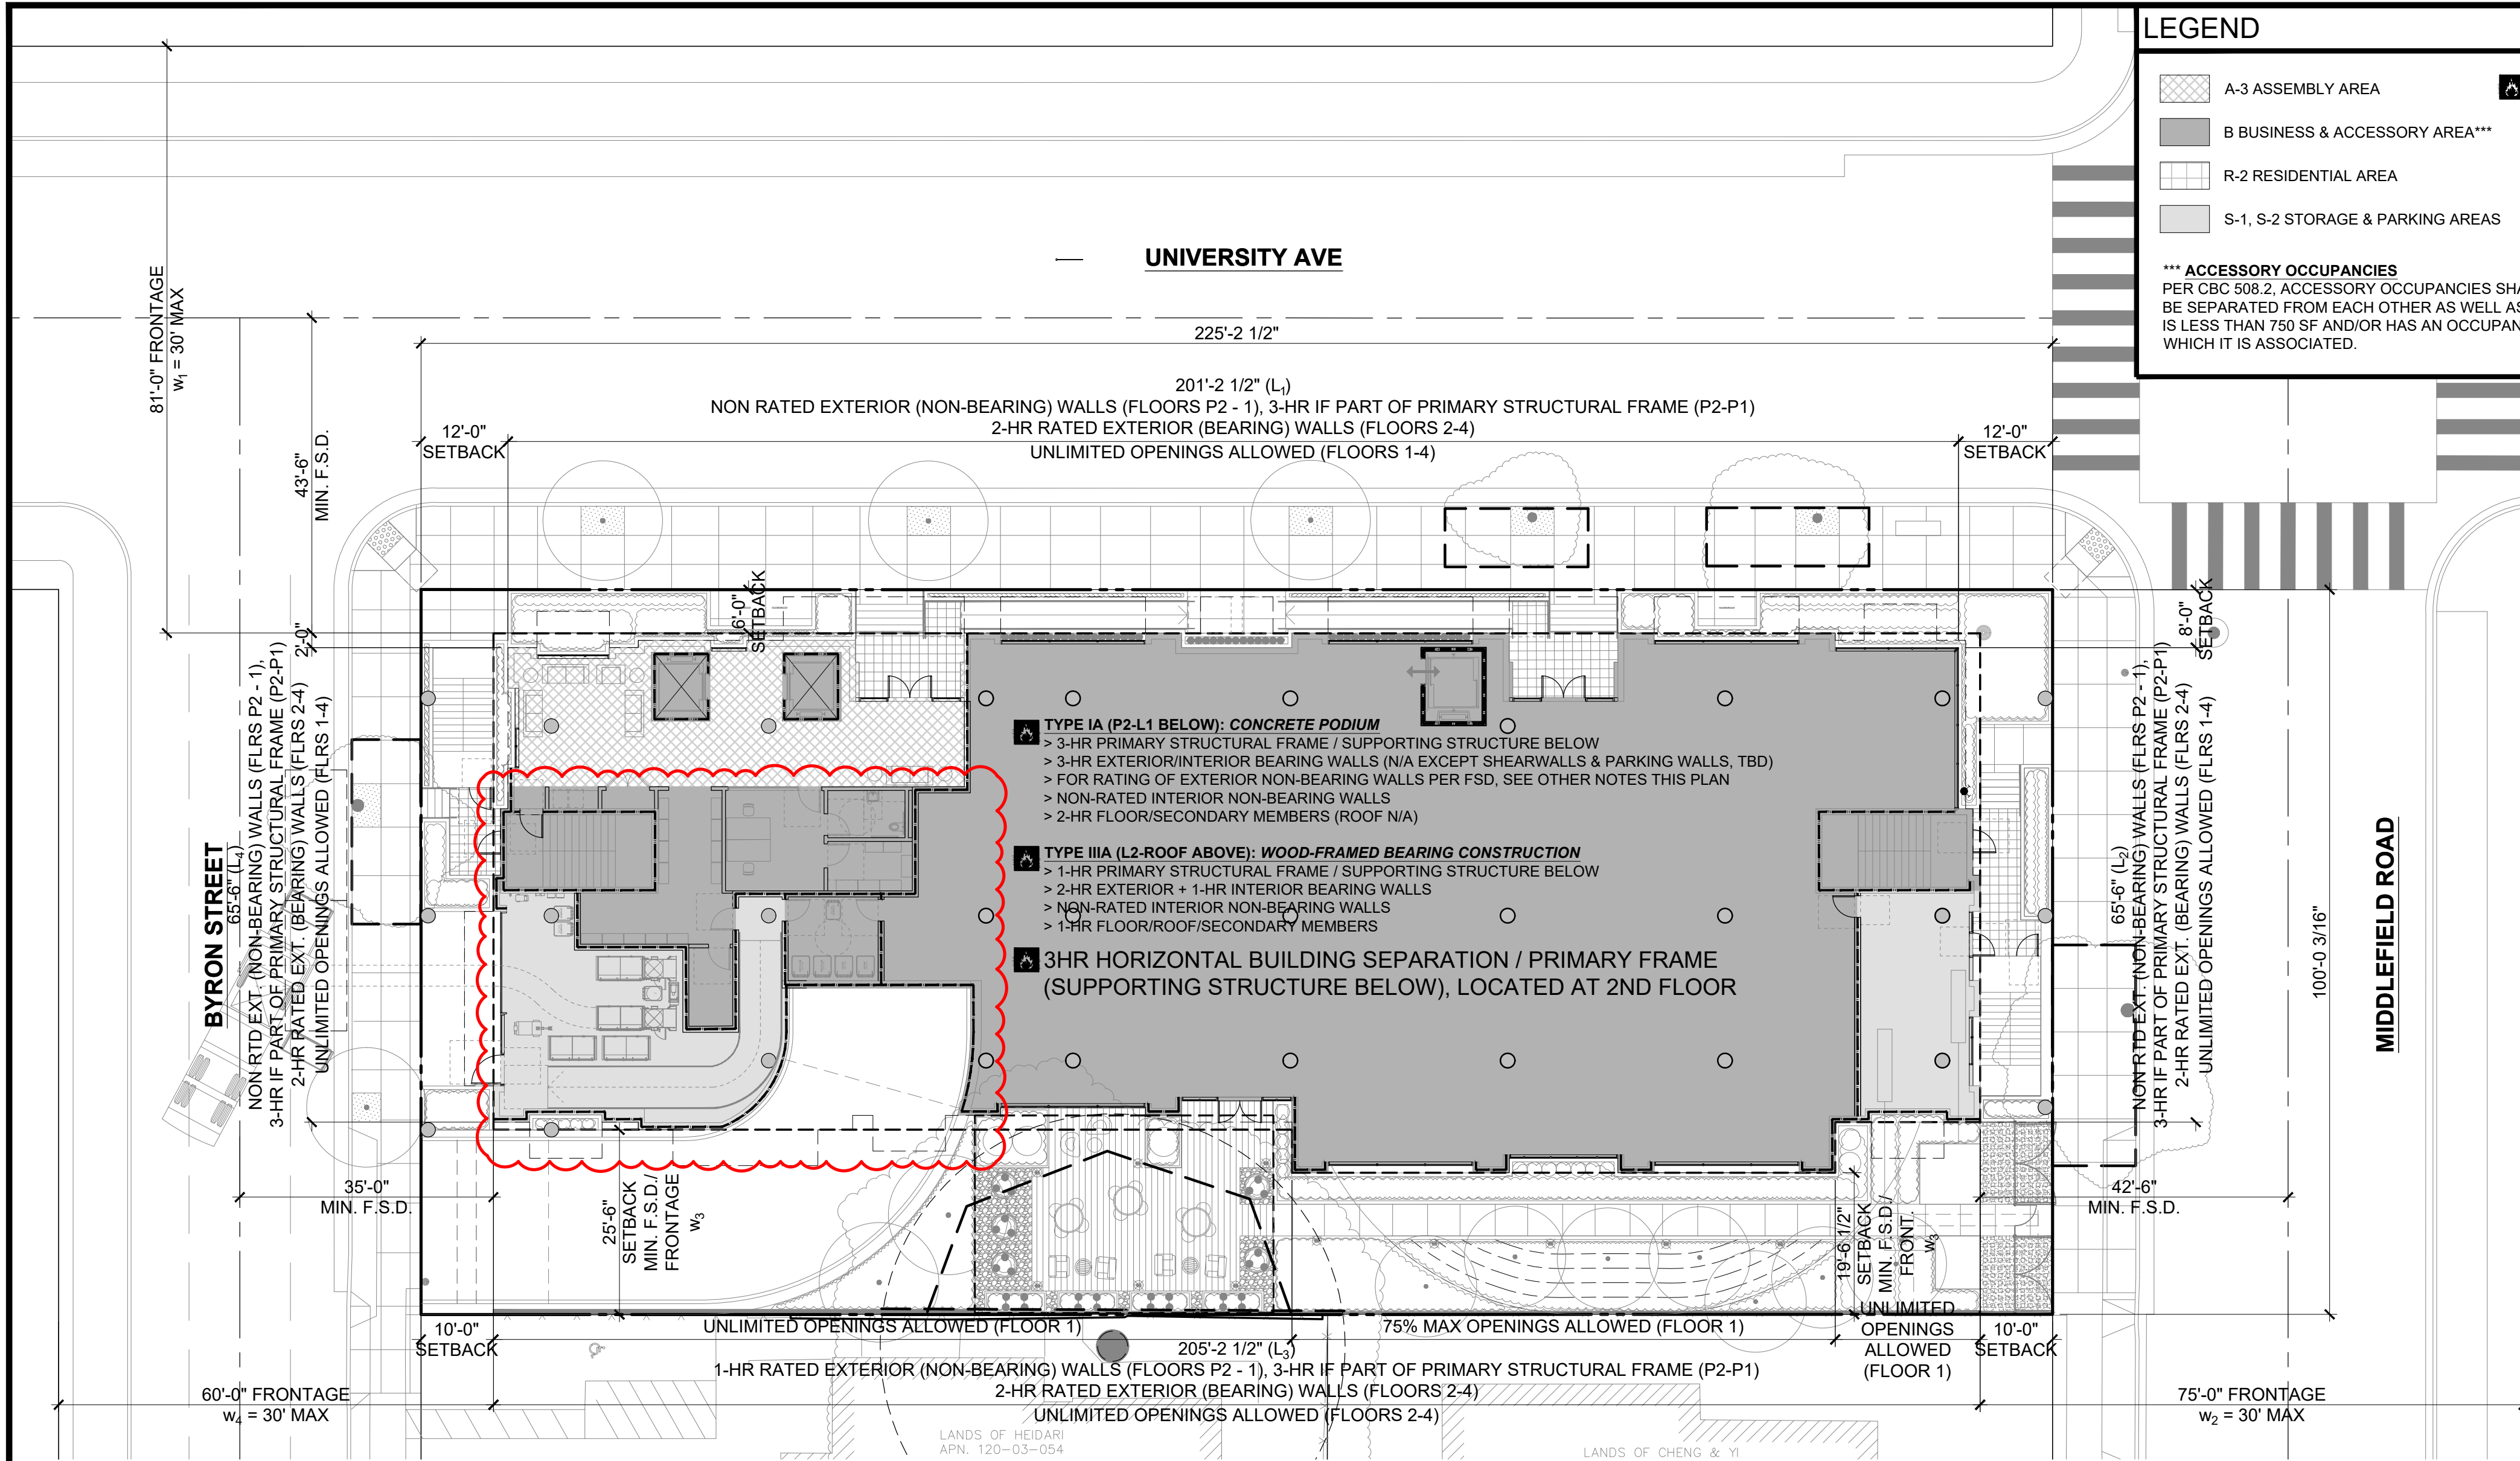 LEGEND
A-3 ASSEMBLY AREA
B BUSINESS & ACCESSORY AREA***
R-2 RESIDENTIAL AREA
S-1, S-2 STORAGE & PARKING AREAS
*** ACCESSORY OCCUPANCIES
PER CBC 508.2, ACCESSORY OCCUPANCIES SHA
BE SEPARATED FROM EACH OTHER AS WELL AS
IS LESS THAN 750 SF AND/OR HAS AN OCCUPAN
WHICH IT IS ASSOCIATED.
UNIVERSITY AVE
81'-0" FRONTAGE
w1 = 30' MAX
43'-6"
MIN. F.S.D.
225'-2 1/2"
201'-2 1/2" (L1)
NON RATED EXTERIOR (NON-BEARING) WALLS (FLOORS P2 - 1), 3-HR IF PART OF PRIMARY STRUCTURAL FRAME (P2-P1)
2-HR RATED EXTERIOR (BEARING) WALLS (FLOORS 2-4)
UNLIMITED OPENINGS ALLOWED (FLOORS 1-4)
12'-0"
SETBACK
12'-0"
SETBACK
6'-0"
SETBACK
2'-0"
8'-0"
SETBACK
BYRON STREET
65'-6" (L4)
NON RTD EXT. (NON-BEARING) WALLS (FLRS P2 - 1),
3-HR IF PART OF PRIMARY STRUCTURAL FRAME (P2-P1)
2-HR RATED EXT. (BEARING) WALLS (FLRS 2-4)
UNLIMITED OPENINGS ALLOWED (FLRS 1-4)
TYPE IA (P2-L1 BELOW): CONCRETE PODIUM
> 3-HR PRIMARY STRUCTURAL FRAME / SUPPORTING STRUCTURE BELOW
> 3-HR EXTERIOR/INTERIOR BEARING WALLS (N/A EXCEPT SHEARWALLS & PARKING WALLS, TBD)
> FOR RATING OF EXTERIOR NON-BEARING WALLS PER FSD, SEE OTHER NOTES THIS PLAN
> NON-RATED INTERIOR NON-BEARING WALLS
> 2-HR FLOOR/SECONDARY MEMBERS (ROOF N/A)
TYPE IIIA (L2-ROOF ABOVE): WOOD-FRAMED BEARING CONSTRUCTION
> 1-HR PRIMARY STRUCTURAL FRAME / SUPPORTING STRUCTURE BELOW
> 2-HR EXTERIOR + 1-HR INTERIOR BEARING WALLS
> NON-RATED INTERIOR NON-BEARING WALLS
> 1-HR FLOOR/ROOF/SECONDARY MEMBERS
3HR HORIZONTAL BUILDING SEPARATION / PRIMARY FRAME
(SUPPORTING STRUCTURE BELOW), LOCATED AT 2ND FLOOR
65'-6" (L2)
NON RTD EXT. (NON-BEARING) WALLS (FLRS P2 - 1),
3-HR IF PART OF PRIMARY STRUCTURAL FRAME (P2-P1)
2-HR RATED EXT. (BEARING) WALLS (FLRS 2-4)
UNLIMITED OPENINGS ALLOWED (FLRS 1-4)
100'-0 3/16"
MIDDLEFIELD ROAD
35'-0"
MIN. F.S.D.
25'-6"
SETBACK
MIN. F.S.D./
FRONTAGE
w3
19'-6 1/2"
SETBACK
MIN. F.S.D./
FRONT.
w3
42'-6"
MIN. F.S.D.
10'-0"
SETBACK
UNLIMITED OPENINGS ALLOWED (FLOOR 1)
75% MAX OPENINGS ALLOWED (FLOOR 1)
UNLIMITED
OPENINGS
ALLOWED
(FLOOR 1)
10'-0"
SETBACK
205'-2 1/2" (L3)
1-HR RATED EXTERIOR (NON-BEARING) WALLS (FLOORS P2 - 1), 3-HR IF PART OF PRIMARY STRUCTURAL FRAME (P2-P1)
2-HR RATED EXTERIOR (BEARING) WALLS (FLOORS 2-4)
UNLIMITED OPENINGS ALLOWED (FLOORS 2-4)
60'-0" FRONTAGE
w4 = 30' MAX
75'-0" FRONTAGE
w2 = 30' MAX
LANDS OF HEIDARI
APN. 120-03-054
LANDS OF CHENG & YI